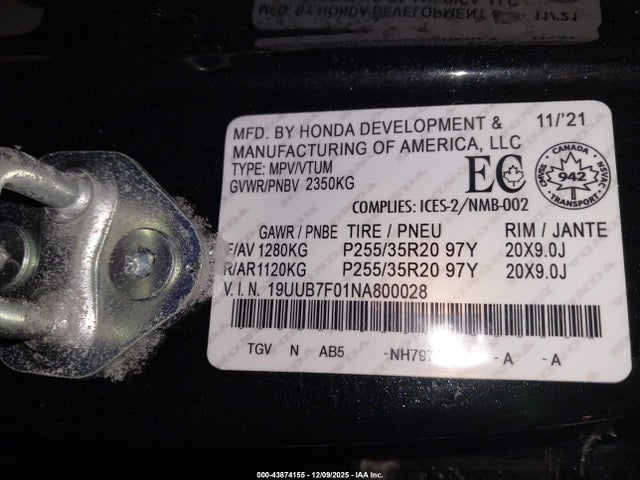 MFD. BY HONDA DEVELOPMENT & 11/'21
MANUFACTURING OF AMERICA, LLC
TYPE: MPV/VTUM
GVWR/PNBV 2350KG
EC
CANADA
942
TRANSPORT
COMPLIES: ICES-2/NMB-002
GAWR / PNBE TIRE / PNEU RIM / JANTE
F/AV 1280KG P255/35R20 97Y 20X9.0J
R/AR 1120KG P255/35R20 97Y 20X9.0J
V.I.N. 19UUB7F01NA800028
TGV N AB5 -NH797 - A - A
000-43874155 - 12/09/2025 - IAAI.CA